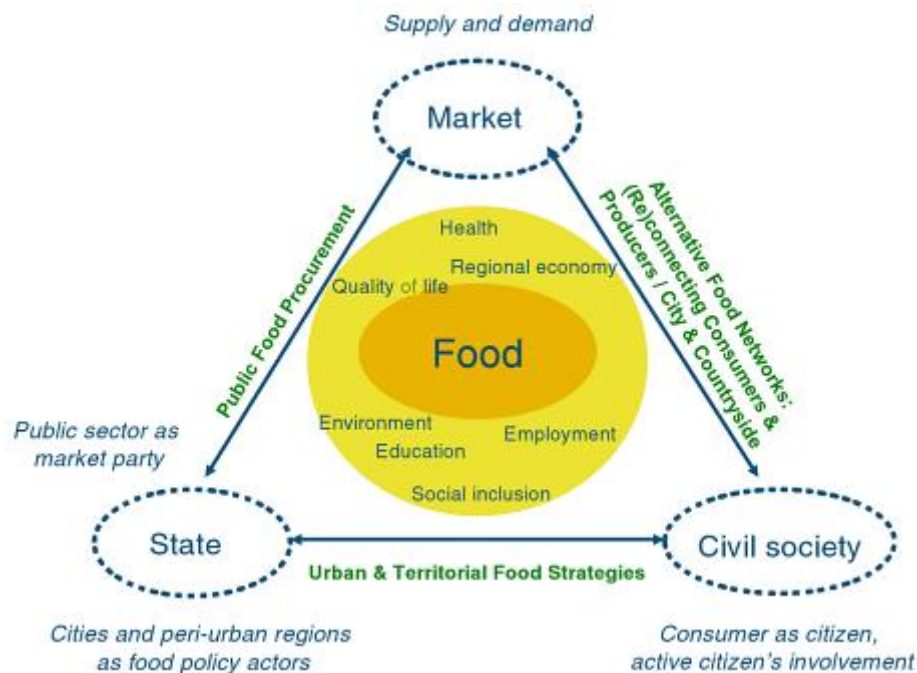 Supply and demand
Market
Public Food Procurement
Alternative Food Networks:
(Re)connecting Consumers &
Producers / City & Countryside
Health
Regional economy
Quality of life
Food
Environment
Employment
Education
Social inclusion
Public sector as
market party
State
Civil society
Urban & Territorial Food Strategies
Cities and peri-urban regions
as food policy actors
Consumer as citizen,
active citizen's involvement